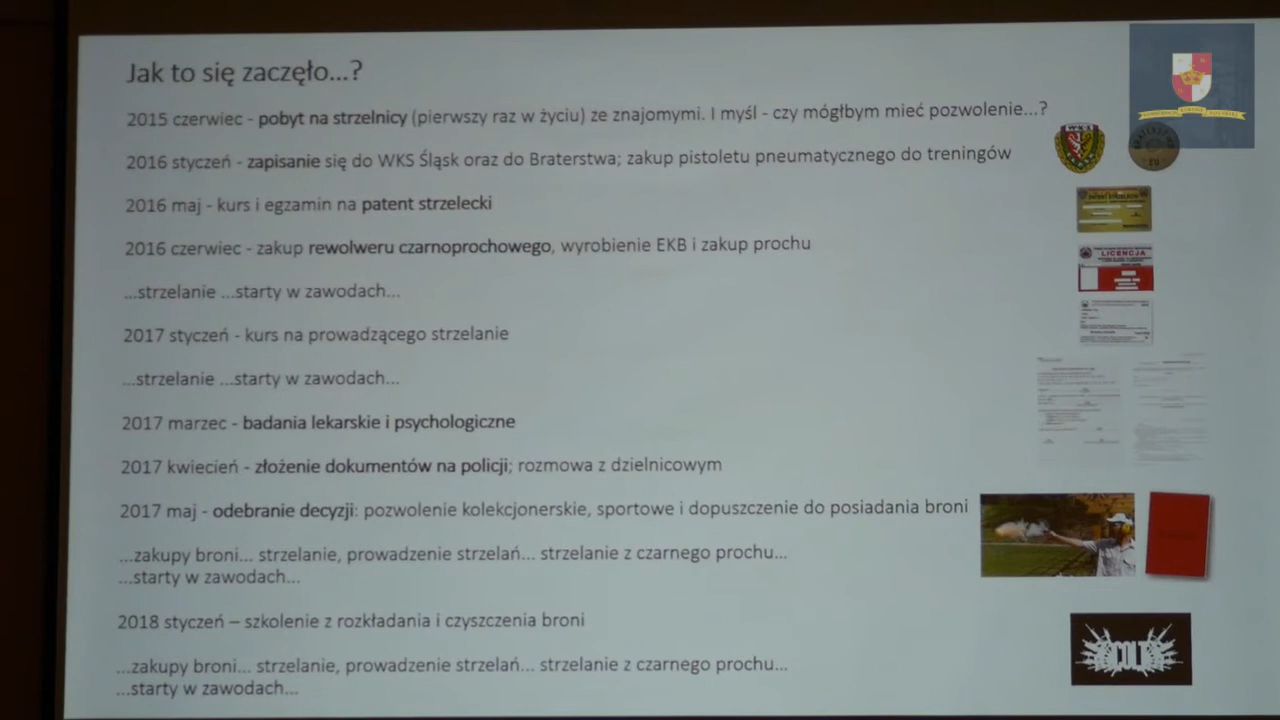 Jak to się zaczęło...?
2015 czerwiec - pobyt na strzelnicy (pierwszy raz w życiu) ze znajomymi. I myśl - czy mógłbym mieć pozwolenie...?
2016 styczeń - zapisanie się do WKS Śląsk oraz do Braterstwa; zakup pistoletu pneumatycznego do treningów
WKS
2016 maj - kurs i egzamin na patent strzelecki
2016 czerwiec - zakup rewolweru czarnoprochowego, wyrobienie EKB i zakup prochu
LICENCJA
...strzelanie ...starty w zawodach...
2017 styczeń - kurs na prowadzącego strzelanie
...strzelanie ...starty w zawodach...
2017 marzec - badania lekarskie i psychologiczne
2017 kwiecień - złożenie dokumentów na policji; rozmowa z dzielnicowym
2017 maj - odebranie decyzji: pozwolenie kolekcjonerskie, sportowe i dopuszczenie do posiadania broni
...zakupy broni... strzelanie, prowadzenie strzelań... strzelanie z czarnego prochu...
...starty w zawodach...
2018 styczeń – szkolenie z rozkładania i czyszczenia broni
COLT
...zakupy broni... strzelanie, prowadzenie strzelań... strzelanie z czarnego prochu...
...starty w zawodach...